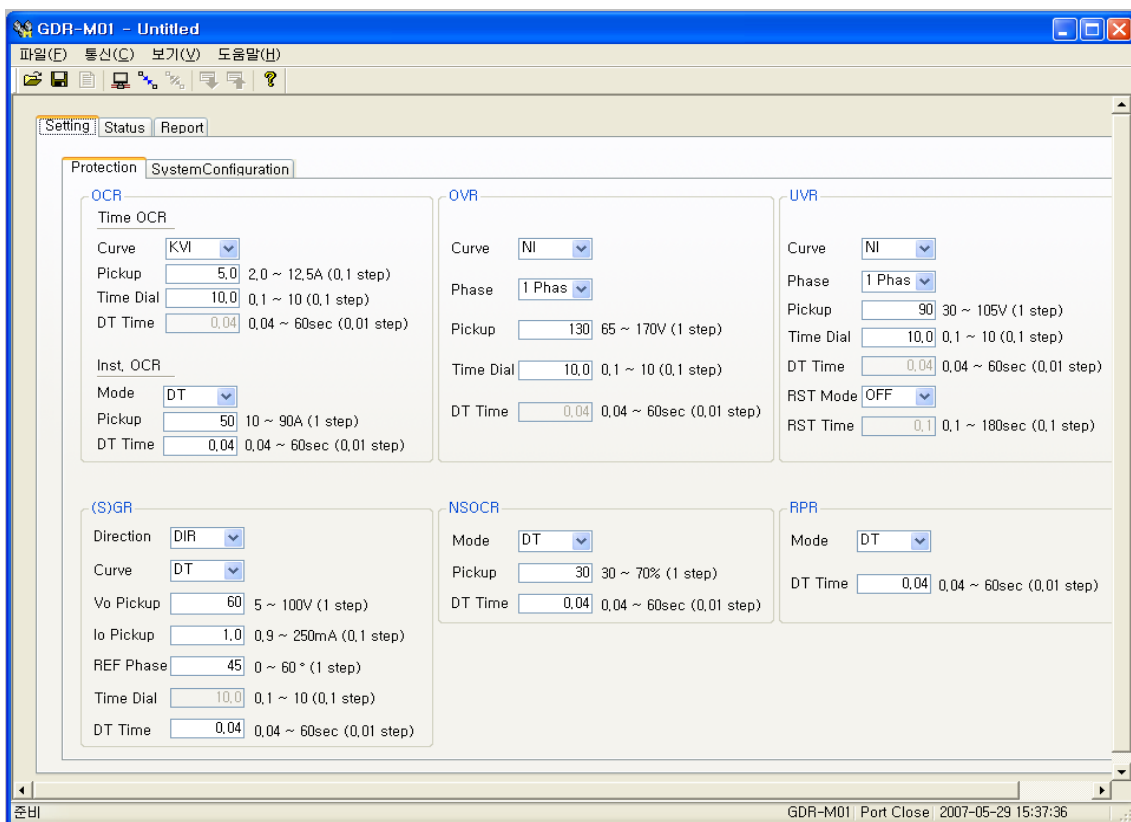 GDR-M01 - Untitled
파일(F) 통신(C) 보기(V) 도움말(H)
Setting Status Report
Protection SystemConfiguration
OCR
Time OCR
Curve KVI
Pickup 5,0 2,0 ~ 12,5A (0,1 step)
Time Dial 10,0 0,1 ~ 10 (0,1 step)
DT Time 0,04 0,04 ~ 60sec (0,01 step)
Inst, OCR
Mode DT
Pickup 50 10 ~ 90A (1 step)
DT Time 0,04 0,04 ~ 60sec (0,01 step)
OVR
Curve NI
Phase 1 Phas
Pickup 130 65 ~ 170V (1 step)
Time Dial 10,0 0,1 ~ 10 (0,1 step)
DT Time 0,04 0,04 ~ 60sec (0,01 step)
UVR
Curve NI
Phase 1 Phas
Pickup 90 30 ~ 105V (1 step)
Time Dial 10,0 0,1 ~ 10 (0,1 step)
DT Time 0,04 0,04 ~ 60sec (0,01 step)
RST Mode OFF
RST Time 0,1 0,1 ~ 180sec (0,1 step)
(S)GR
Direction DIR
Curve DT
Vo Pickup 60 5 ~ 100V (1 step)
Io Pickup 1,0 0,9 ~ 250mA (0,1 step)
REF Phase 45 0 ~ 60 ° (1 step)
Time Dial 10,0 0,1 ~ 10 (0,1 step)
DT Time 0,04 0,04 ~ 60sec (0,01 step)
NSOCR
Mode DT
Pickup 30 30 ~ 70% (1 step)
DT Time 0,04 0,04 ~ 60sec (0,01 step)
RPR
Mode DT
DT Time 0,04 0,04 ~ 60sec (0,01 step)
준비 GDR-M01 Port Close 2007-05-29 15:37:36